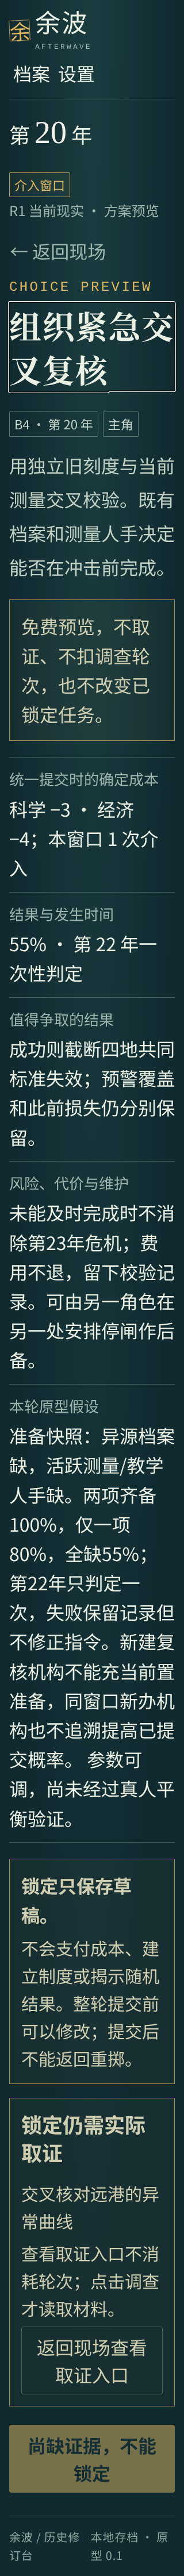 余
余波
AFTERWAVE
档案 设置
第 20 年
介入窗口
R1 当前现实 · 方案预览
← 返回现场
CHOICE PREVIEW
组织紧急交
叉复核
B4 · 第 20 年 主角
用独立旧刻度与当前
测量交叉校验。既有
档案和测量人手决定
能否在冲击前完成。
免费预览，不取
证、不扣调查轮
次，也不改变已
锁定任务。
统一提交时的确定成本
科学 −3 · 经济
−4；本窗口 1 次介
入
结果与发生时间
55% · 第 22 年一
次性判定
值得争取的结果
成功则截断四地共同
标准失效；预警覆盖
和此前损失仍分别保
留。
风险、代价与维护
未能及时完成时不消
除第23年危机；费
用不退，留下校验记
录。可由另一角色在
另一处安排停闸作后
备。
本轮原型假设
准备快照：异源档案
缺，活跃测量/教学
人手缺。两项齐备
100%，仅一项
80%，全缺55%；
第22年只判定一
次，失败保留记录但
不修正指令。新建复
核机构不能充当前置
准备，同窗口新办机
构也不追溯提高已提
交概率。 参数可
调，尚未经过真人平
衡验证。
锁定只保存草
稿。
不会支付成本、建
立制度或揭示随机
结果。整轮提交前
可以修改；提交后
不能返回重掷。
锁定仍需实际
取证
交叉核对远港的异
常曲线
查看取证入口不消
耗轮次；点击调查
才读取材料。
返回现场查看
取证入口
尚缺证据，不能
锁定
余波 / 历史修
订台
本地存档 · 原
型 0.1